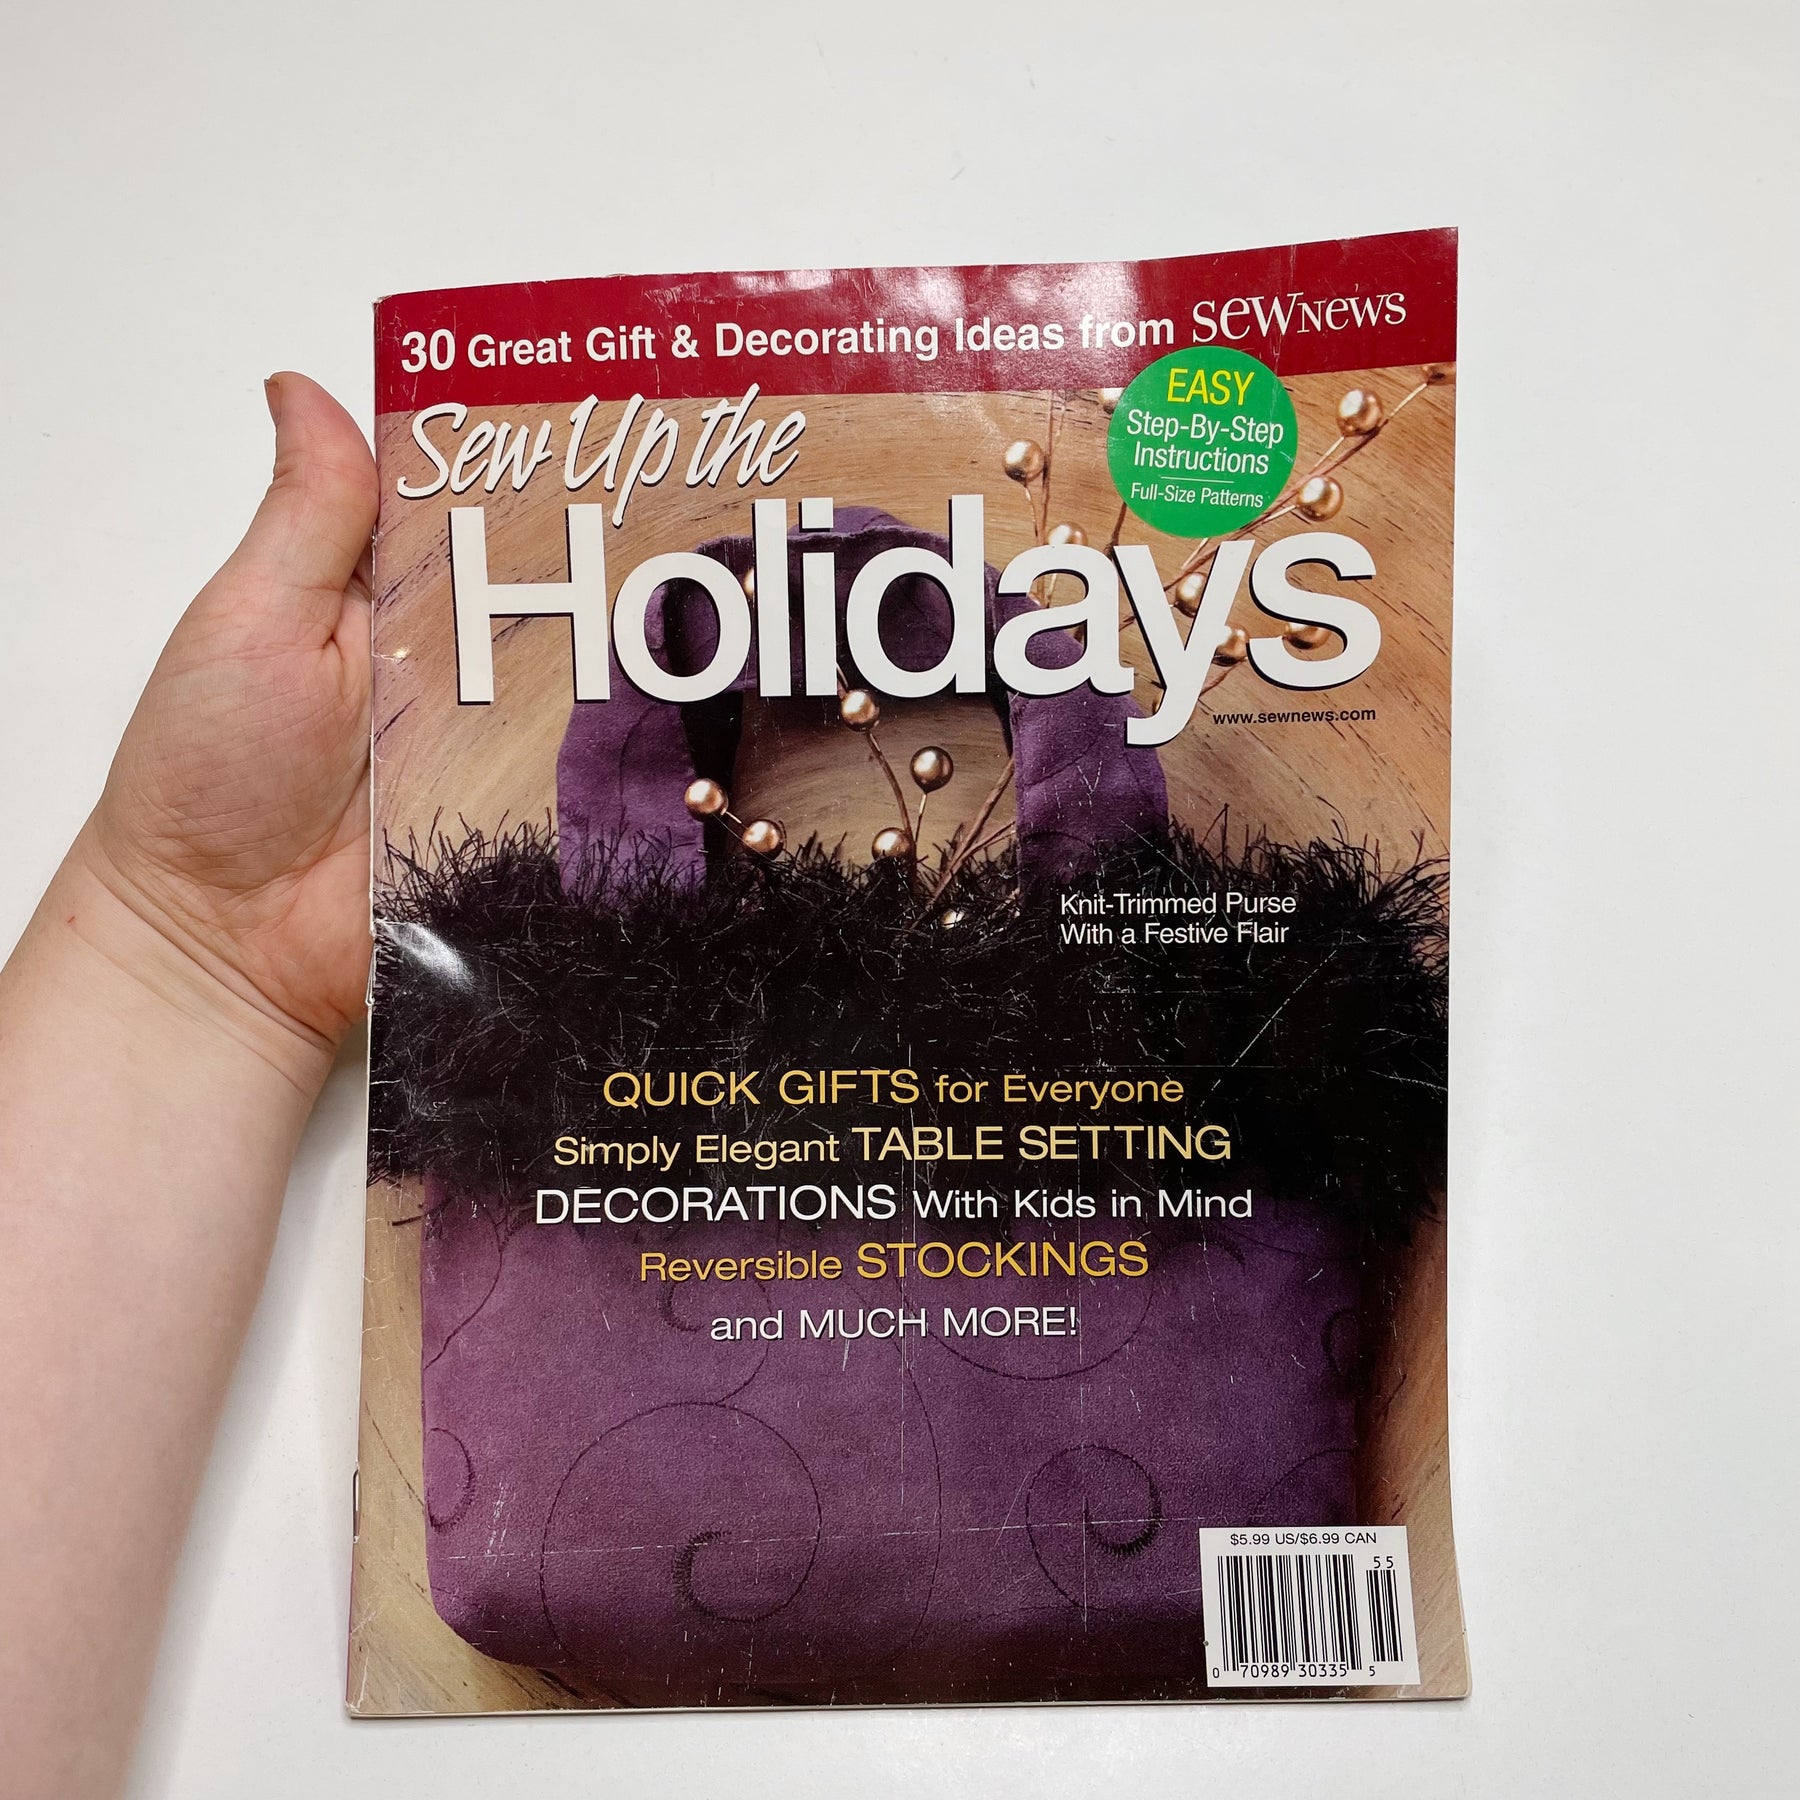 30 Great Gift & Decorating Ideas from SEWNEWS
Sew Up the
Holidays
EASY
Step-By-Step
Instructions
Full-Size Patterns
www.sewnews.com
Knit-Trimmed Purse
With a Festive Flair
QUICK GIFTS for Everyone
Simply Elegant TABLE SETTING
DECORATIONS With Kids in Mind
Reversible STOCKINGS
and MUCH MORE!
$5.99 US/$6.99 CAN
55
0 70989 30335 5